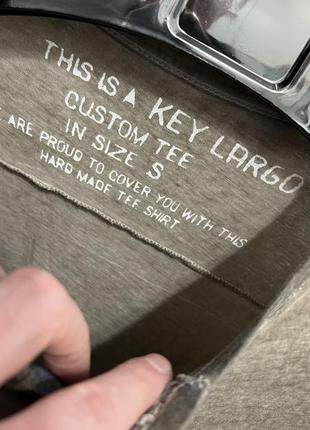 THIS IS A KEY LARGO
CUSTOM TEE
IN SIZE S
ARE PROUD TO COVER YOU WITH THIS
HARD MADE TEE SHIRT